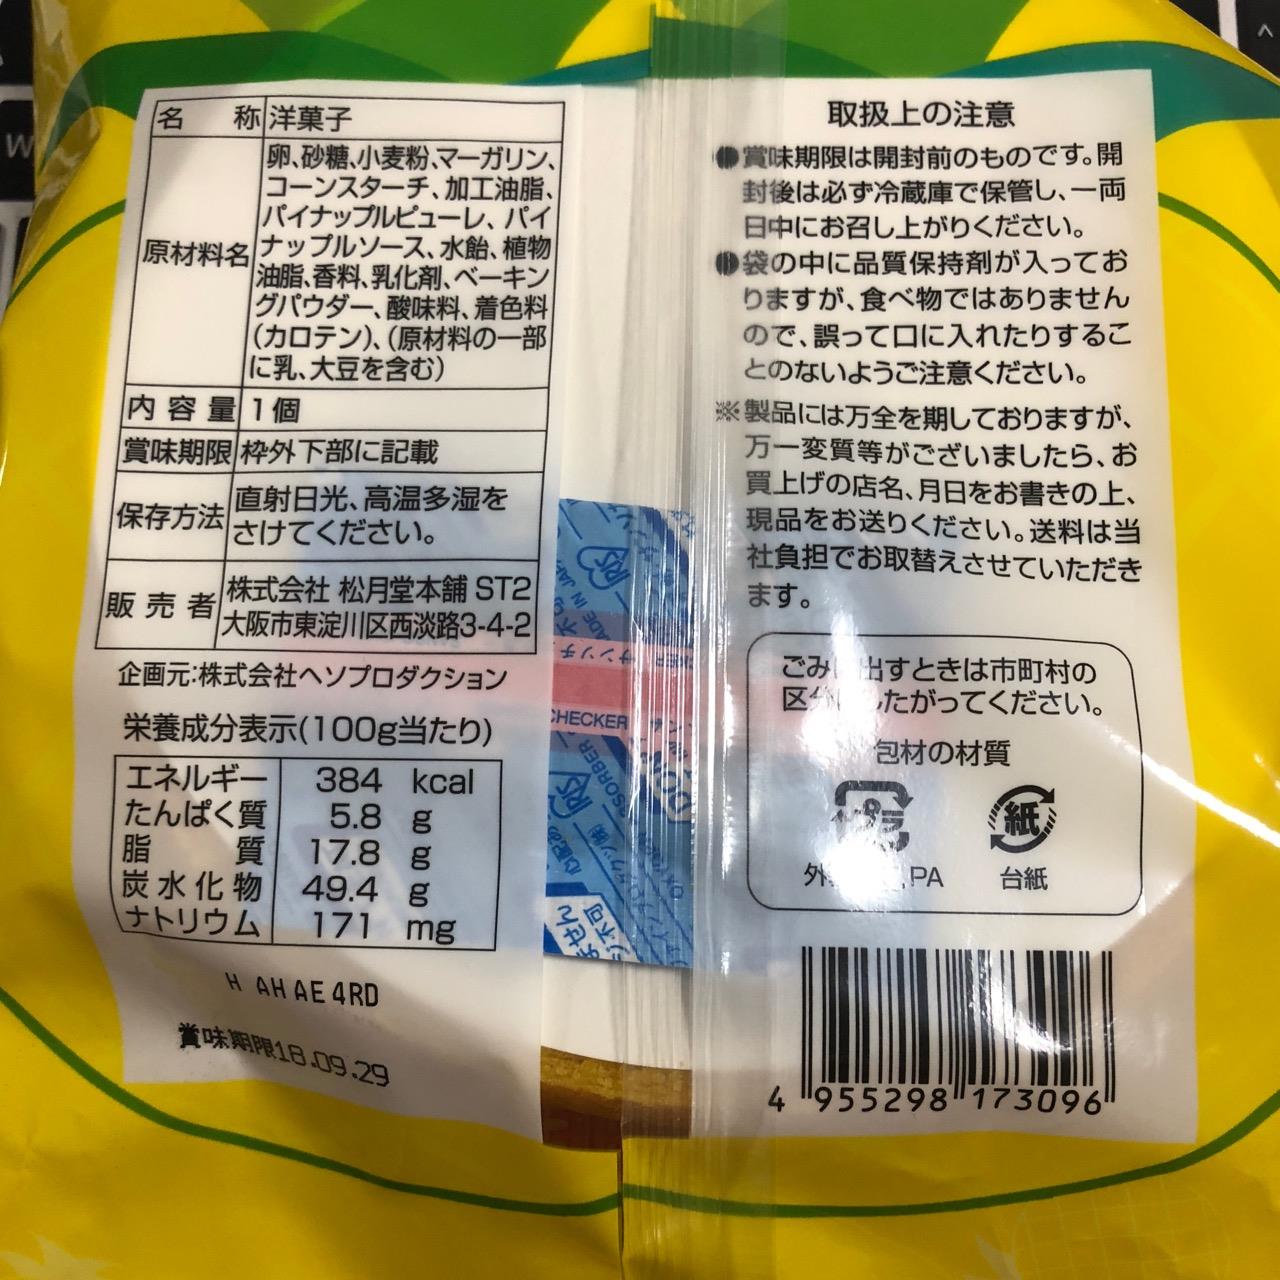 名 称 洋菓子
原材料名
卵、砂糖、小麦粉、マーガリン、
コーンスターチ、加工油脂、
パイナップルピューレ、パイ
ナップルソース、水飴、植物
油脂、香料、乳化剤、ベーキン
グパウダー、酸味料、着色料
(カロテン)、(原材料の一部
に乳、大豆を含む)
内容量 1個
賞味期限 枠外下部に記載
保存方法
直射日光、高温多湿を
さけてください。
販売者
株式会社 松月堂本舗 ST2
大阪市東淀川区西淡路3-4-2
企画元:株式会社ヘソプロダクション
栄養成分表示(100g当たり)
エネルギー 384 kcal
たんぱく質 5.8 g
脂質 17.8 g
炭水化物 49.4 g
ナトリウム 171 mg
H AH AE 4RD
賞味期限18.09.29
CHECKER
取扱上の注意
●賞味期限は開封前のものです。開
封後は必ず冷蔵庫で保管し、一両
日中にお召し上がりください。
●袋の中に品質保持剤が入ってお
りますが、食べ物ではありません
ので、誤って口に入れたりするこ
とのないようご注意ください。
※製品には万全を期しておりますが、
万一変質等がございましたら、お
買上げの店名、月日をお書きの上、
現品をお送りください。送料は当
社負担でお取替えさせていただき
ます。
ごみ 出すときは市町村の
区分 したがってください。
包材の材質
プラ 紙
外 PA 台紙
4 955298 173096